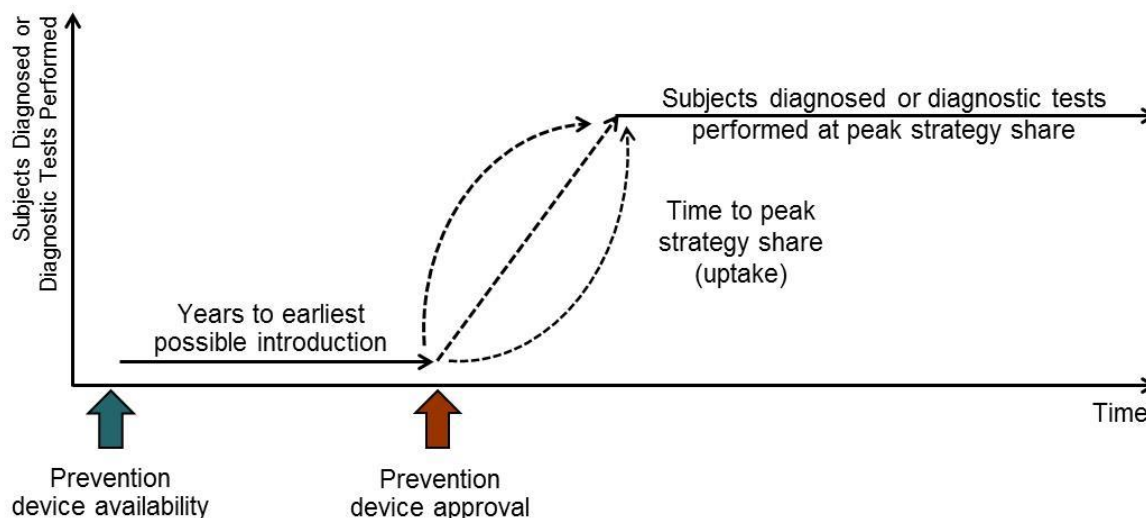 Subjects Diagnosed or
Diagnostic Tests Performed
Subjects diagnosed or diagnostic tests
performed at peak strategy share
Time to peak
strategy share
(uptake)
Years to earliest
possible introduction
Time
Prevention
device availability
Prevention
device approval